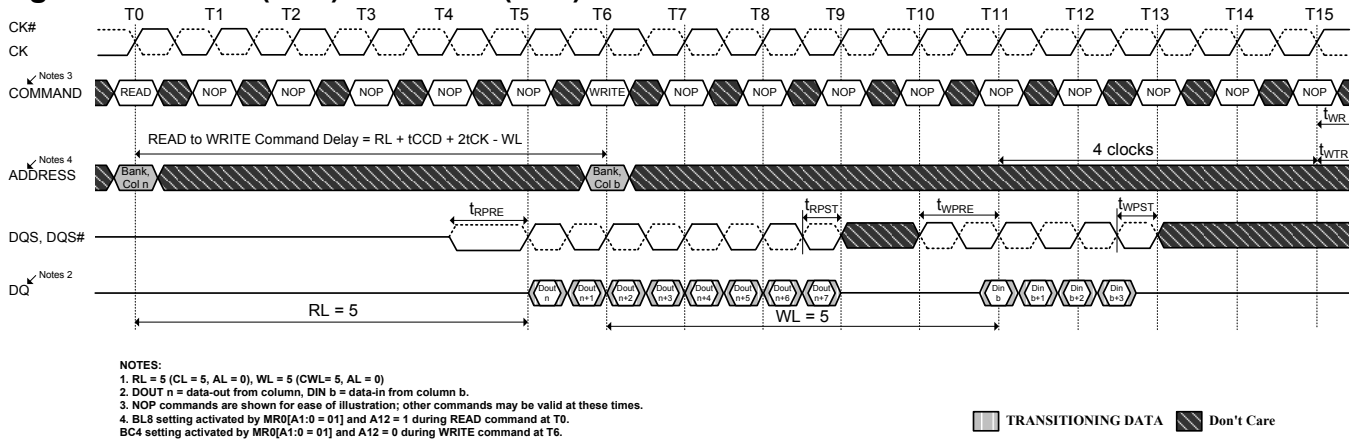 T0 T1 T2 T3 T4 T5 T6 T7 T8 T9 T10 T11 T12 T13 T14 T15
CK#
CK
Notes 3
COMMAND
READ NOP NOP NOP NOP NOP WRITE NOP NOP NOP NOP NOP NOP NOP NOP NOP
tWR
READ to WRITE Command Delay = RL + tCCD + 2tCK - WL
4 clocks
tWTR
Notes 4
ADDRESS
Bank, Col n
Bank, Col b
tRPRE
tRPST
tWPRE
tWPST
DQS, DQS#
Notes 2
DQ
Dout n Dout n+1 Dout n+2 Dout n+3 Dout n+4 Dout n+5 Dout n+6 Dout n+7 Din b Din b+1 Din b+2 Din b+3
RL = 5
WL = 5
NOTES:
1. RL = 5 (CL = 5, AL = 0), WL = 5 (CWL= 5, AL = 0)
2. DOUT n = data-out from column, DIN b = data-in from column b.
3. NOP commands are shown for ease of illustration; other commands may be valid at these times.
4. BL8 setting activated by MR0[A1:0 = 01] and A12 = 1 during READ command at T0.
BC4 setting activated by MR0[A1:0 = 01] and A12 = 0 during WRITE command at T6.
TRANSITIONING DATA
Don't Care